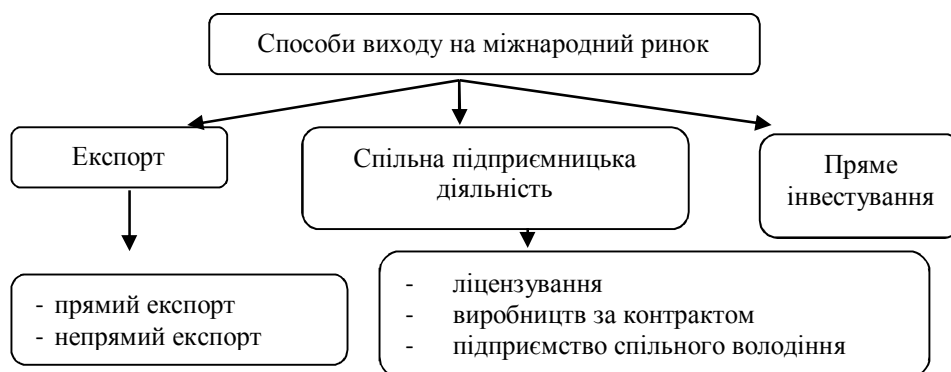 Способи виходу на міжнародний ринок
Експорт
Спільна підприємницька
діяльність
Пряме
інвестування
- прямий експорт
- непрямий експорт
- ліцензування
- виробництв за контрактом
- підприємство спільного володіння